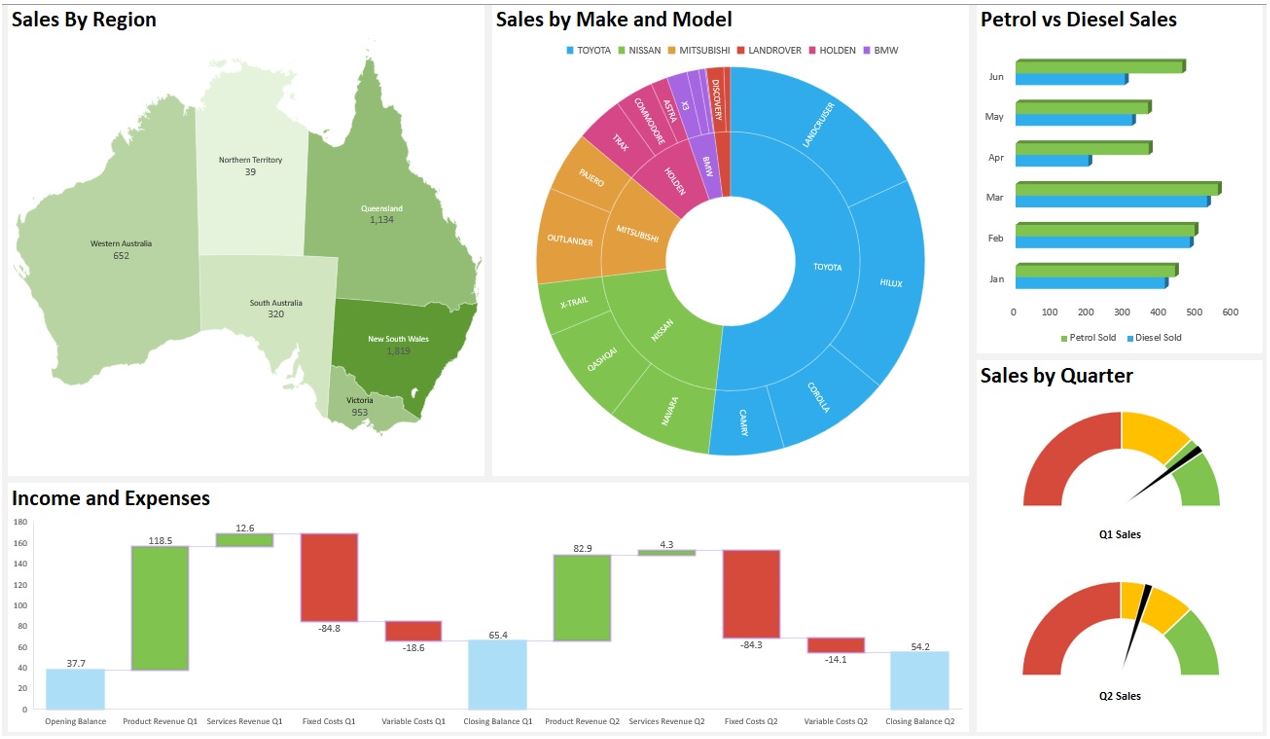 Sales By Region
Northern Territory
39
Queensland
1,134
Western Australia
652
South Australia
320
New South Wales
1,819
Victoria
953
Sales by Make and Model
TOYOTA NISSAN MITSUBISHI LANDROVER HOLDEN BMW
LANDCRUISER
HILUX
COROLLA
CAMRY
NAVARA
QASHQAI
X-TRAIL
OUTLANDER
PAJERO
TRAX
COMMODORE
ASTRA
X3
DISCOVERY
TOYOTA
NISSAN
MITSUBISHI
HOLDEN
BMW
Petrol vs Diesel Sales
Jun
May
Apr
Mar
Feb
Jan
0 100 200 300 400 500 600
Petrol Sold Diesel Sold
Sales by Quarter
Q1 Sales
Q2 Sales
Income and Expenses
180
160
140
120
100
80
60
40
20
0
37.7
118.5
12.6
-84.8
-18.6
65.4
82.9
4.3
-84.3
-14.1
54.2
Opening Balance Product Revenue Q1 Services Revenue Q1 Fixed Costs Q1 Variable Costs Q1 Closing Balance Q1 Product Revenue Q2 Services Revenue Q2 Fixed Costs Q2 Variable Costs Q2 Closing Balance Q2